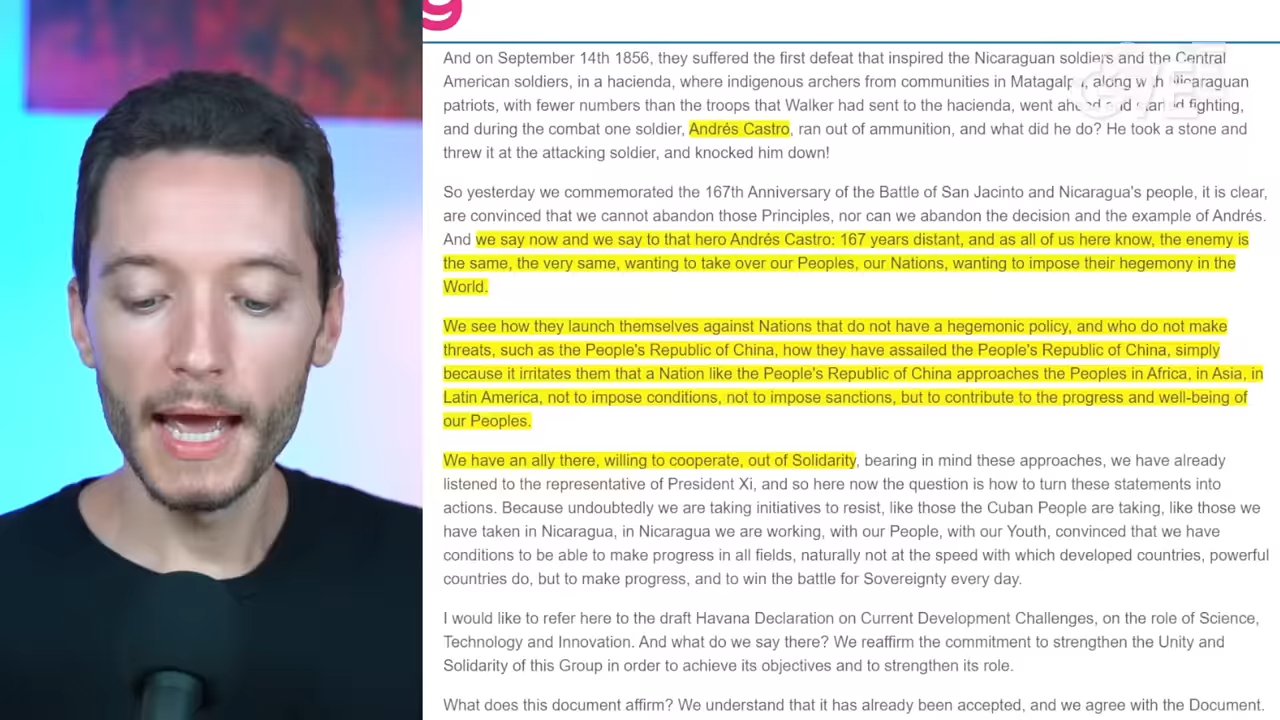 g
And on September 14th 1856, they suffered the first defeat that inspired the Nicaraguan soldiers and the Central
American soldiers, in a hacienda, where indigenous archers from communities in Matagalpa, along with Nicaraguan
patriots, with fewer numbers than the troops that Walker had sent to the hacienda, went ahead and started fighting,
and during the combat one soldier, Andrés Castro, ran out of ammunition, and what did he do? He took a stone and
threw it at the attacking soldier, and knocked him down!
So yesterday we commemorated the 167th Anniversary of the Battle of San Jacinto and Nicaragua's people, it is clear,
are convinced that we cannot abandon those Principles, nor can we abandon the decision and the example of Andrés.
And we say now and we say to that hero Andrés Castro: 167 years distant, and as all of us here know, the enemy is
the same, the very same, wanting to take over our Peoples, our Nations, wanting to impose their hegemony in the
World.
We see how they launch themselves against Nations that do not have a hegemonic policy, and who do not make
threats, such as the People's Republic of China, how they have assailed the People's Republic of China, simply
because it irritates them that a Nation like the People's Republic of China approaches the Peoples in Africa, in Asia, in
Latin America, not to impose conditions, not to impose sanctions, but to contribute to the progress and well-being of
our Peoples.
We have an ally there, willing to cooperate, out of Solidarity, bearing in mind these approaches, we have already
listened to the representative of President Xi, and so here now the question is how to turn these statements into
actions. Because undoubtedly we are taking initiatives to resist, like those the Cuban People are taking, like those we
have taken in Nicaragua, in Nicaragua we are working, with our People, with our Youth, convinced that we have
conditions to be able to make progress in all fields, naturally not at the speed with which developed countries, powerful
countries do, but to make progress, and to win the battle for Sovereignty every day.
I would like to refer here to the draft Havana Declaration on Current Development Challenges, on the role of Science,
Technology and Innovation. And what do we say there? We reaffirm the commitment to strengthen the Unity and
Solidarity of this Group in order to achieve its objectives and to strengthen its role.
What does this document affirm? We understand that it has already been accepted, and we agree with the Document.